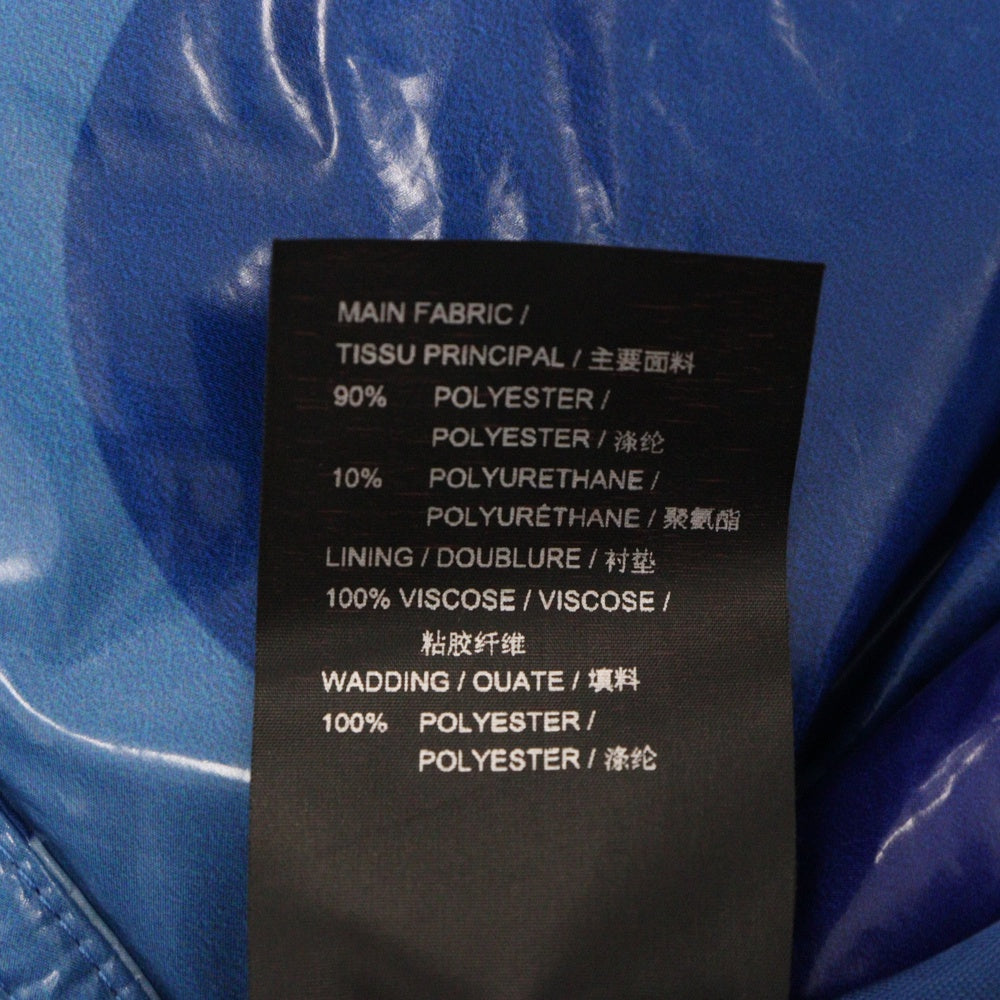 MAIN FABRIC /
TISSU PRINCIPAL / 主要面料
90% POLYESTER /
POLYESTER / 涤纶
10% POLYURETHANE /
POLYURÉTHANE / 聚氨酯
LINING / DOUBLURE / 衬垫
100% VISCOSE / VISCOSE /
粘胶纤维
WADDING / OUATE / 填料
100% POLYESTER /
POLYESTER / 涤纶